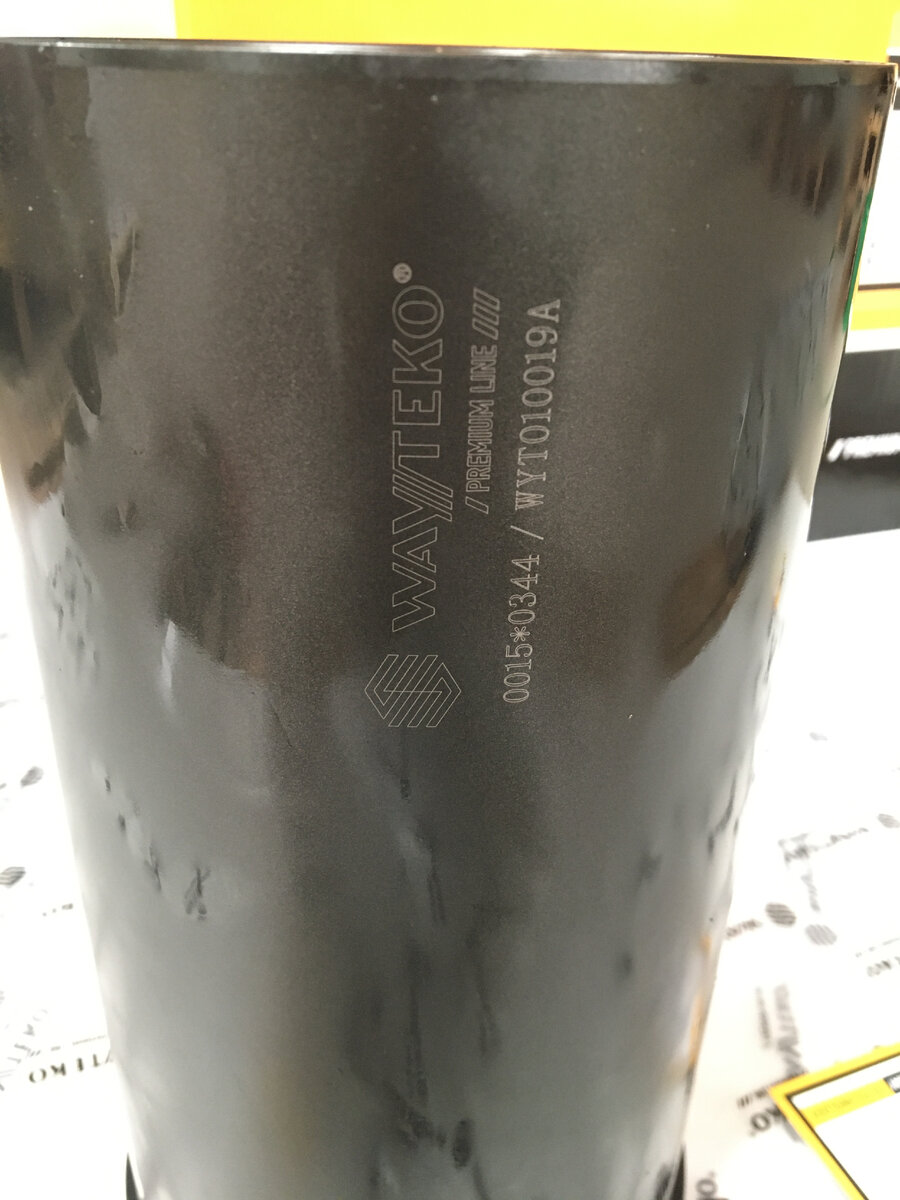 WAYTEKO®
/ PREMIUM LINE ////
0015*0344 / WYT010019A